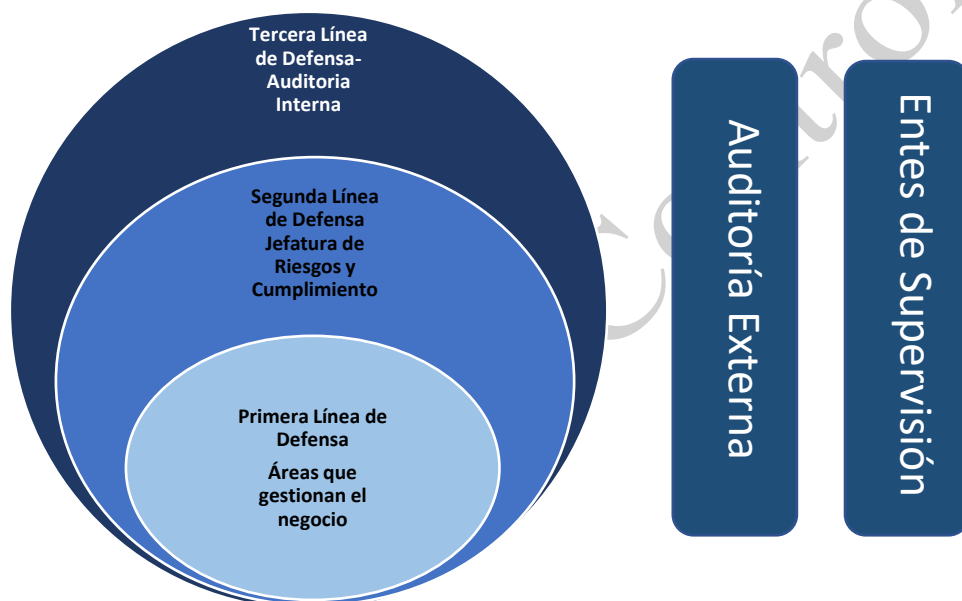 Tercera Línea
de Defensa-
Auditoria
Interna
Segunda Línea
de Defensa
Jefatura de
Riesgos y
Cumplimiento
Primera Línea de
Defensa
Áreas que
gestionan el
negocio
Auditoría Externa
Entes de Supervisión